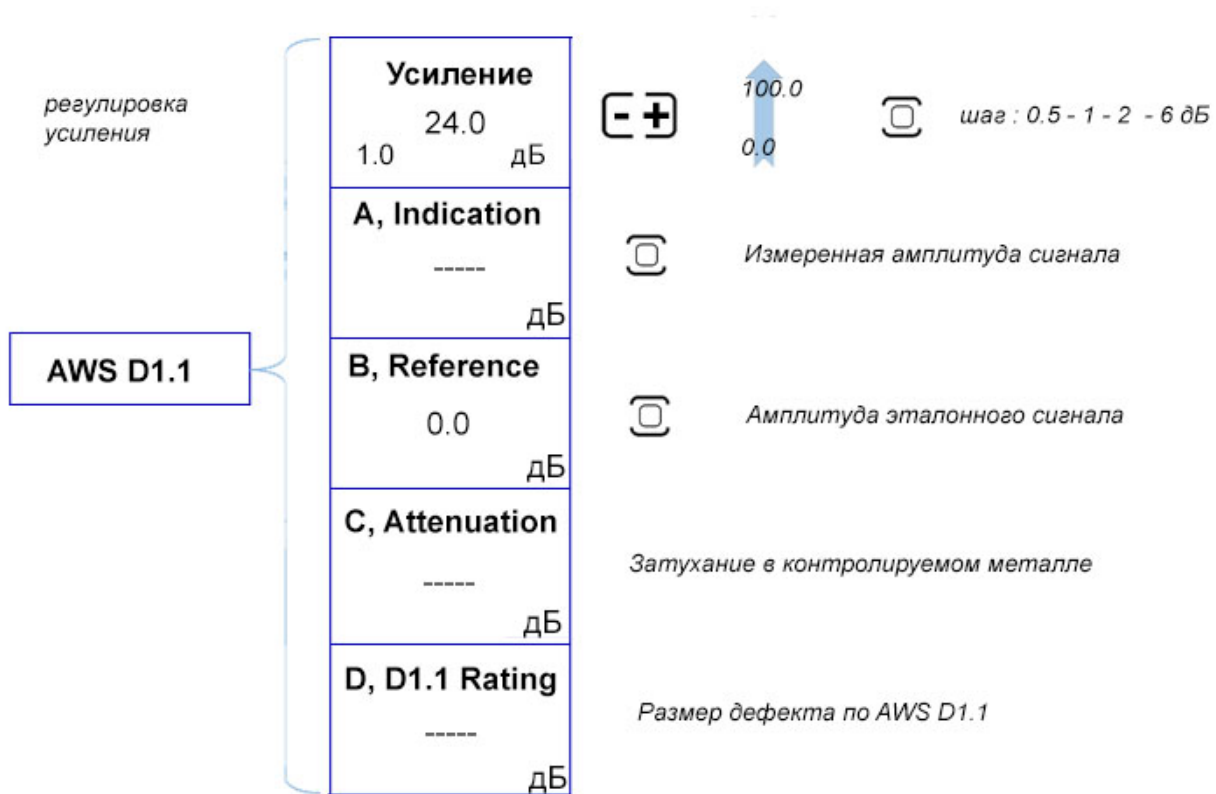 регулировка
усиления
Усиление
24.0
1.0 дБ
100.0
0.0
шаг : 0.5 - 1 - 2 - 6 дБ
A, Indication
-----
дБ
Измеренная амплитуда сигнала
AWS D1.1
B, Reference
0.0
дБ
Амплитуда эталонного сигнала
C, Attenuation
-----
дБ
Затухание в контролируемом металле
D, D1.1 Rating
-----
дБ
Размер дефекта по AWS D1.1